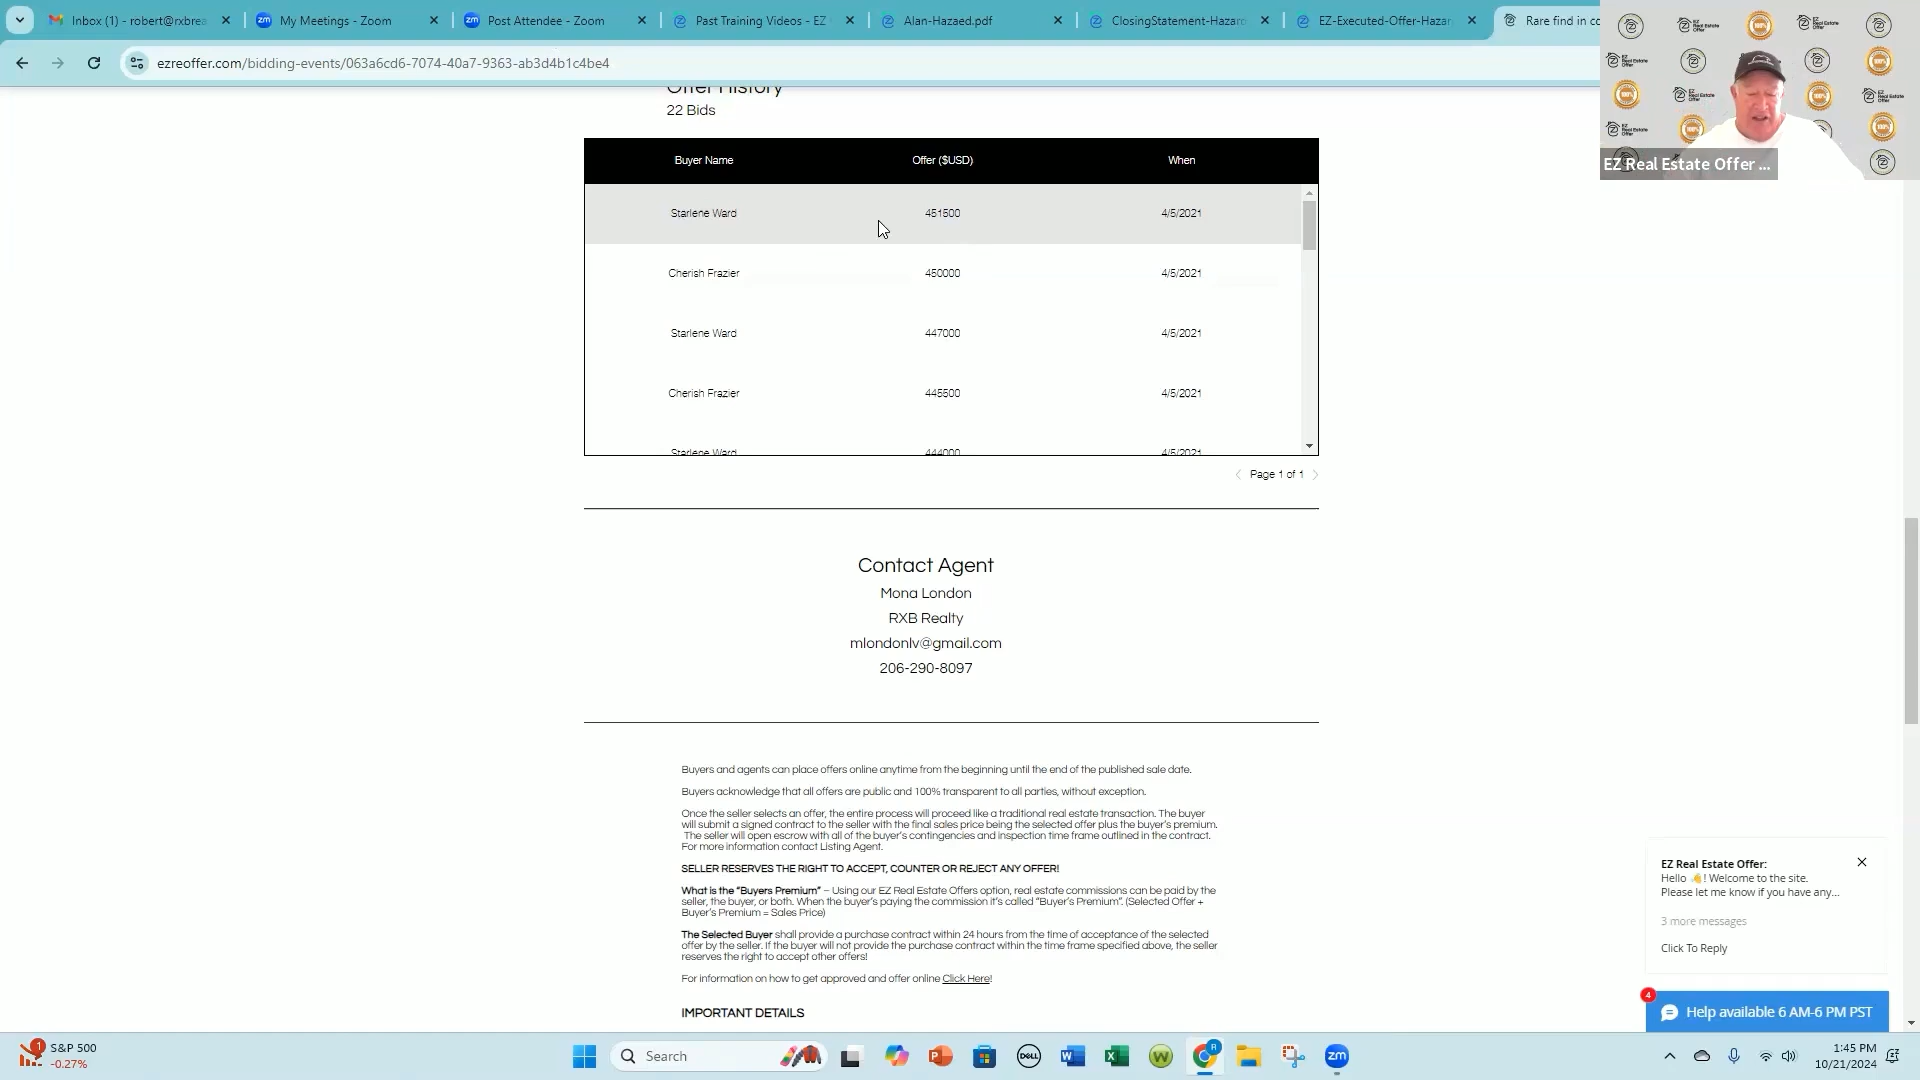 Inbox (1) - robert@rxbrea
My Meetings - Zoom
Post Attendee - Zoom
Past Training Videos - EZ
Alan-Hazaed.pdf
ClosingStatement-Hazard
EZ-Executed-Offer-Hazar
Rare find in co
ezreoffer.com/bidding-events/063a6cd6-7074-40a7-9363-ab3d4b1c4be4
EZ Real Estate Offer ...
Offer History
22 Bids
Buyer Name Offer ($USD) When
Starlene Ward 451500 4/5/2021
Cherish Frazier 450000 4/5/2021
Starlene Ward 447000 4/5/2021
Cherish Frazier 445500 4/5/2021
Starlene Ward 444000 4/5/2021
Page 1 of 1
Contact Agent
Mona London
RXB Realty
mlondonlv@gmail.com
206-290-8097
Buyers and agents can place offers online anytime from the beginning until the end of the published sale date.
Buyers acknowledge that all offers are public and 100% transparent to all parties, without exception.
Once the seller selects an offer, the entire process will proceed like a traditional real estate transaction. The buyer
will submit a signed contract to the seller with the final sales price being the selected offer plus the buyer's premium.
The seller will open escrow with all of the buyer's contingencies and inspection time frame outlined in the contract.
For more information contact Listing Agent.
SELLER RESERVES THE RIGHT TO ACCEPT, COUNTER OR REJECT ANY OFFER!
What is the "Buyers Premium" – Using our EZ Real Estate Offers option, real estate commissions can be paid by the
seller, the buyer, or both. When the buyer's paying the commission it's called "Buyer's Premium". (Selected Offer +
Buyer's Premium = Sales Price)
The Selected Buyer shall provide a purchase contract within 24 hours from the time of acceptance of the selected
offer by the seller. If the buyer will not provide the purchase contract within the time frame specified above, the seller
reserves the right to accept other offers!
For information on how to get approved and offer online Click Here!
IMPORTANT DETAILS
EZ Real Estate Offer:
Hello 👋! Welcome to the site.
Please let me know if you have any...
3 more messages
Click To Reply
4
Help available 6 AM-6 PM PST
1
S&P 500
-0.27%
Search
1:45 PM
10/21/2024